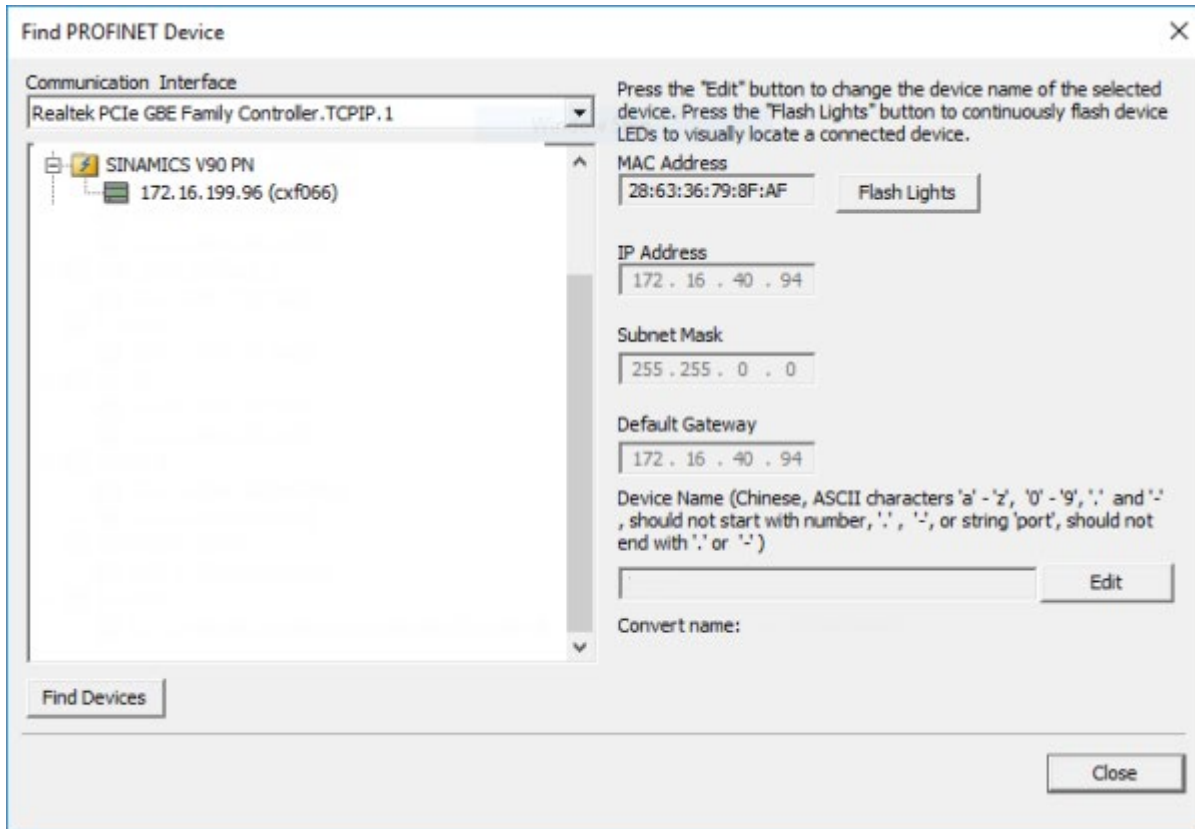 Find PROFINET Device
Communication Interface
Realtek PCIe GBE Family Controller.TCPIP.1
SINAMICS V90 PN
172.16.199.96 (cxf066)
Find Devices
Press the "Edit" button to change the device name of the selected
device. Press the "Flash Lights" button to continuously flash device
LEDs to visually locate a connected device.
MAC Address
28:63:36:79:8F:AF
Flash Lights
IP Address
172 . 16 . 40 . 94
Subnet Mask
255 . 255 . 0 . 0
Default Gateway
172 . 16 . 40 . 94
Device Name (Chinese, ASCII characters 'a' - 'z', '0' - '9', '.' and '-'
, should not start with number, '.' , '-', or string 'port', should not
end with '.' or '-' )
Edit
Convert name:
Close